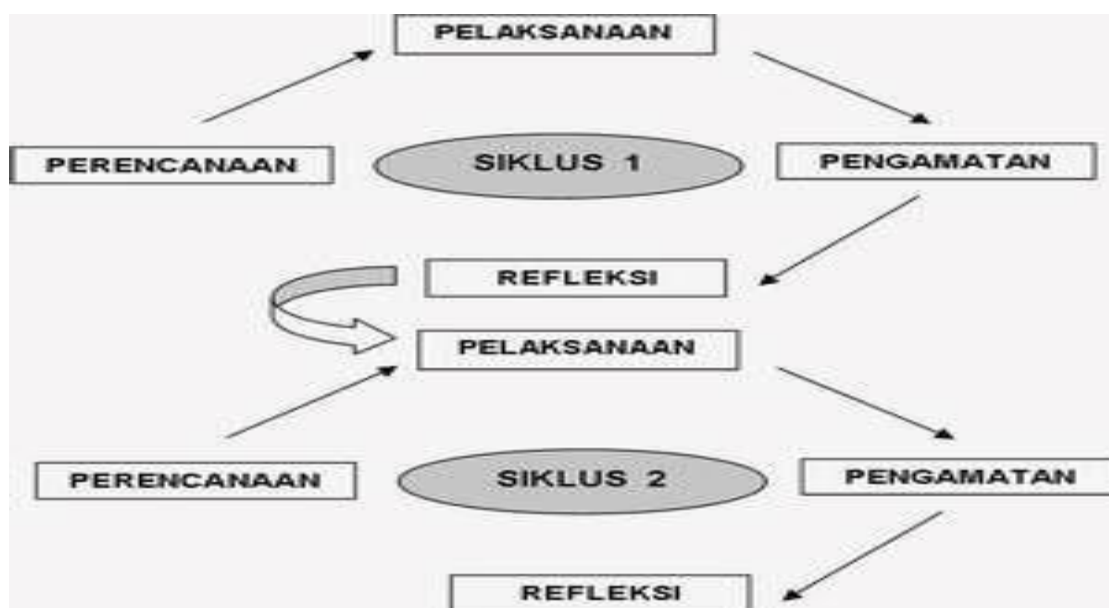 PELAKSANAAN
PERENCANAAN
SIKLUS 1
PENGAMATAN
REFLEKSI
PELAKSANAAN
PERENCANAAN
SIKLUS 2
PENGAMATAN
REFLEKSI